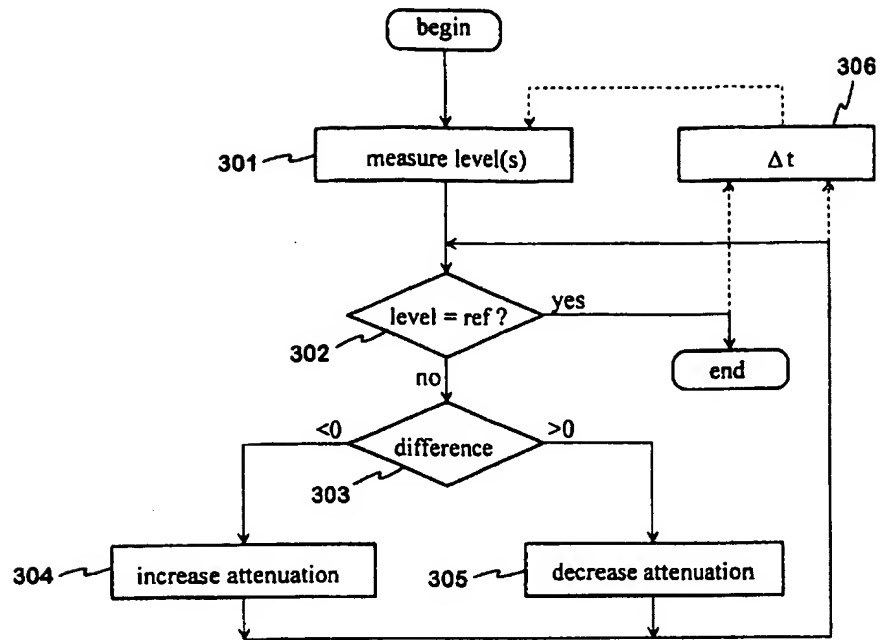 begin
306
301
measure level(s)
Δt
level = ref ?
yes
302
end
no
<0
difference
>0
303
304
increase attenuation
305
decrease attenuation